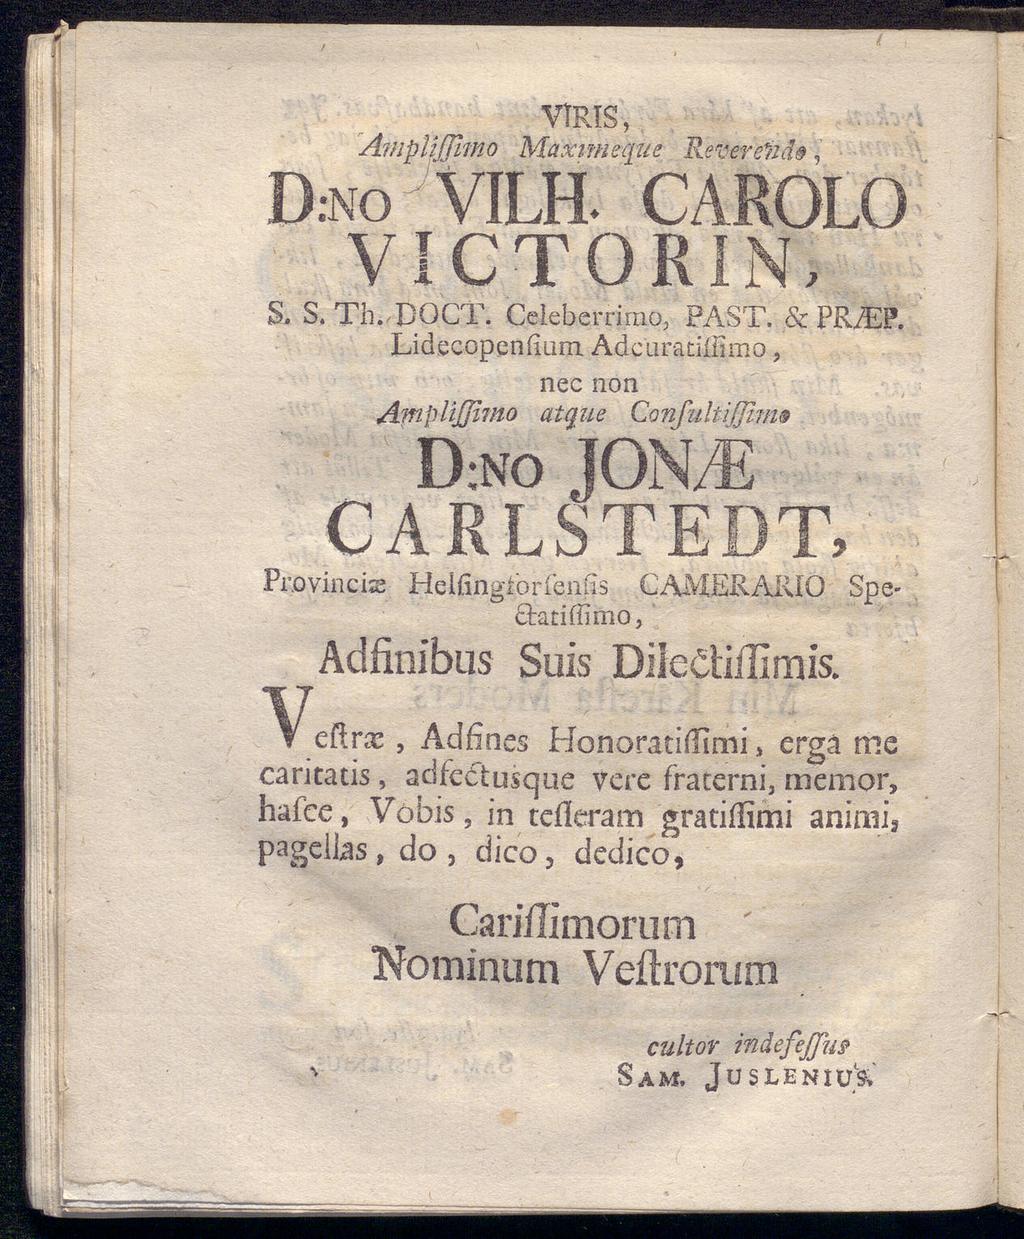 VIRIS,
Ampliſſimo Maximeque Reverendo,
D:NO VILH. CAROLO
VICTORIN,
S. S. Th. DOCT. Celeberrimo, PAST. & PRÆP.
Lidecopenſium Adcuratiſſimo,
nec non
Ampliſſimo atque Conſultiſſimo
D:NO JONÆ
CARLSTEDT,
Provinciæ Helſingforſenſis CAMERARIO Spe-
ctatiſſimo,
Adfinibus Suis Dilectiſſimis.
Veſtræ, Adfines Honoratiſſimi, erga me
caritatis, adfectusque vere fraterni, memor,
haſce, Vobis, in teſſeram gratiſſimi animi,
pagellas, do, dico, dedico,
Cariſſimorum
Nominum Veſtrorum
cultor indefeſſus
SAM. JUSLENIUS.